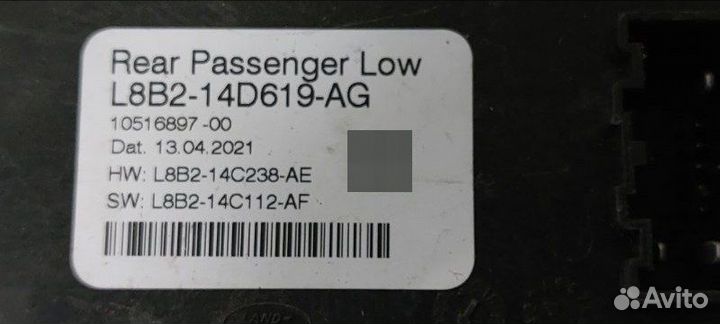 Rear Passenger Low
L8B2-14D619-AG
10516897-00
Dat. 13.04.2021
HW: L8B2-14C238-AE
SW: L8B2-14C112-AF
LAND-
Avito